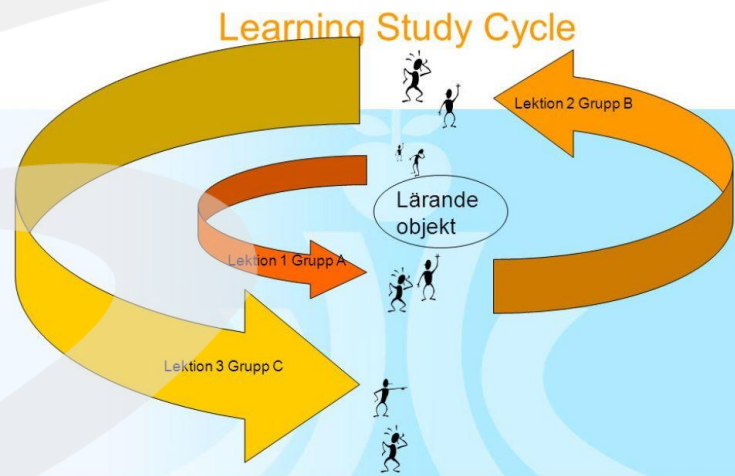 Learning Study Cycle
Lektion 2 Grupp B
Lärande
objekt
Lektion 1 Grupp A
Lektion 3 Grupp C